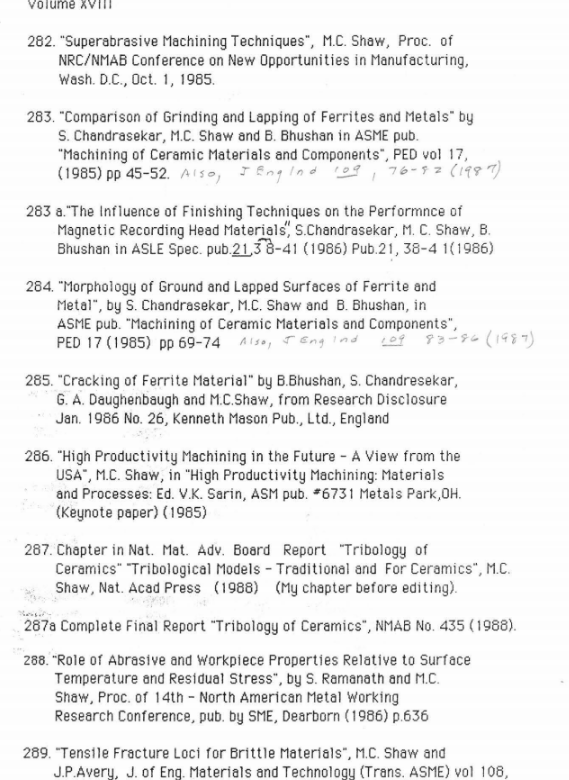 Volume XVIII
282. "Superabrasive Machining Techniques", M.C. Shaw, Proc. of
NRC/NMAB Conference on New Opportunities in Manufacturing,
Wash. D.C., Oct. 1, 1985.
283. "Comparison of Grinding and Lapping of Ferrites and Metals" by
S. Chandrasekar, M.C. Shaw and B. Bhushan in ASME pub.
"Machining of Ceramic Materials and Components", PED vol 17,
(1985) pp 45-52. Also, J Eng Ind 109, 76-82 (1987)
283 a."The Influence of Finishing Techniques on the Performnce of
Magnetic Recording Head Materials", S.Chandrasekar, M. C. Shaw, B.
Bhushan in ASLE Spec. pub.21,3 8-41 (1986) Pub.21, 38-4 1(1986)
284. "Morphology of Ground and Lapped Surfaces of Ferrite and
Metal", by S. Chandrasekar, M.C. Shaw and B. Bhushan, in
ASME pub. "Machining of Ceramic Materials and Components",
PED 17 (1985) pp 69-74 Also, J Eng Ind 109 83-86 (1987)
285. "Cracking of Ferrite Material" by B.Bhushan, S. Chandresekar,
G. A. Daughenbaugh and M.C.Shaw, from Research Disclosure
Jan. 1986 No. 26, Kenneth Mason Pub., Ltd., England
286. "High Productivity Machining in the Future - A View from the
USA", M.C. Shaw, in "High Productivity Machining: Materials
and Processes: Ed. V.K. Sarin, ASM pub. #6731 Metals Park,OH.
(Keynote paper) (1985)
287. Chapter in Nat. Mat. Adv. Board Report "Tribology of
Ceramics" "Tribological Models - Traditional and For Ceramics", M.C.
Shaw, Nat. Acad Press (1988) (My chapter before editing).
287a Complete Final Report "Tribology of Ceramics", NMAB No. 435 (1988).
288. "Role of Abrasive and Workpiece Properties Relative to Surface
Temperature and Residual Stress", by S. Ramanath and M.C.
Shaw, Proc. of 14th - North American Metal Working
Research Conference, pub. by SME, Dearborn (1986) p.636
289. "Tensile Fracture Loci for Brittle Materials", M.C. Shaw and
J.P.Avery, J. of Eng. Materials and Technology (Trans. ASME) vol 108,